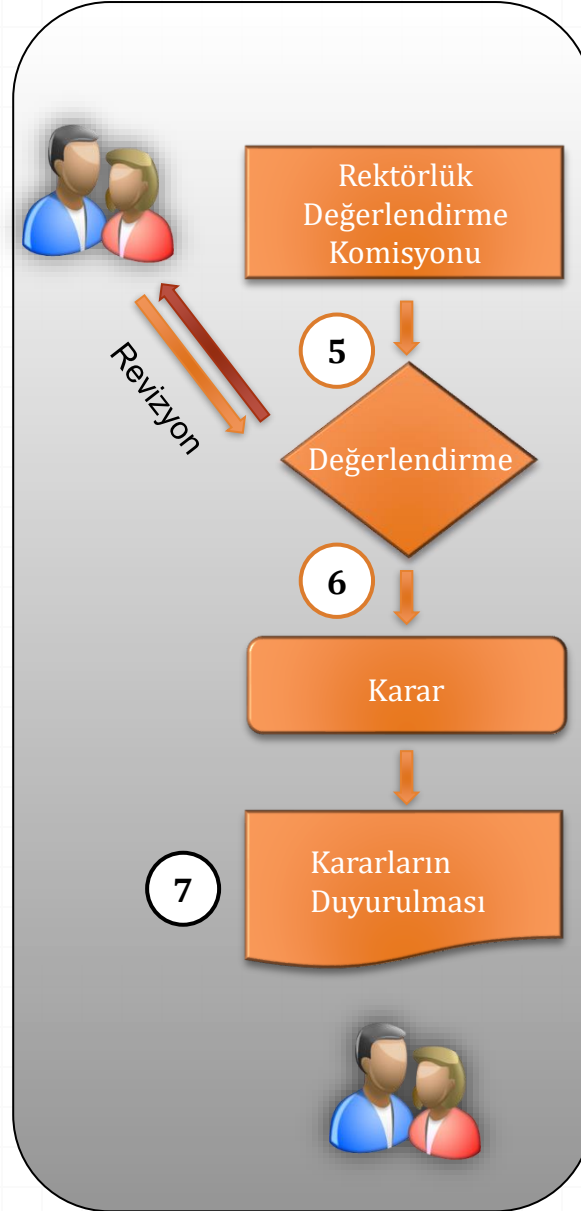 Rektörlük
Değerlendirme
Komisyonu
5
Revizyon
Değerlendirme
6
Karar
7
Kararların
Duyurulması